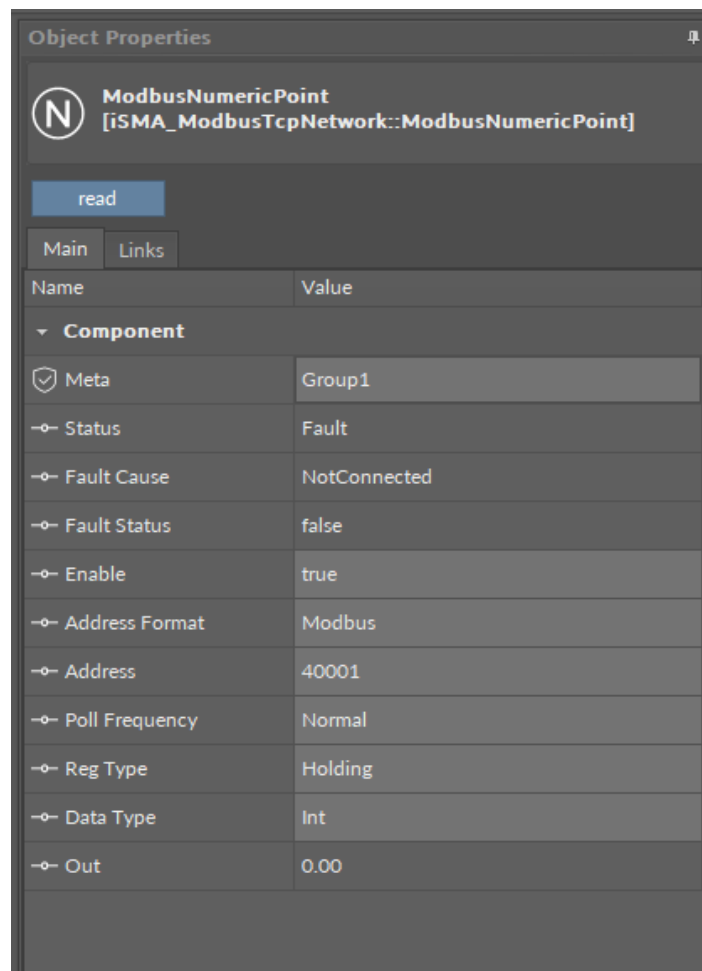 Object Properties
N
ModbusNumericPoint
[iSMA_ModbusTcpNetwork::ModbusNumericPoint]
read
Main Links
Name Value
Component
Meta Group1
Status Fault
Fault Cause NotConnected
Fault Status false
Enable true
Address Format Modbus
Address 40001
Poll Frequency Normal
Reg Type Holding
Data Type Int
Out 0.00